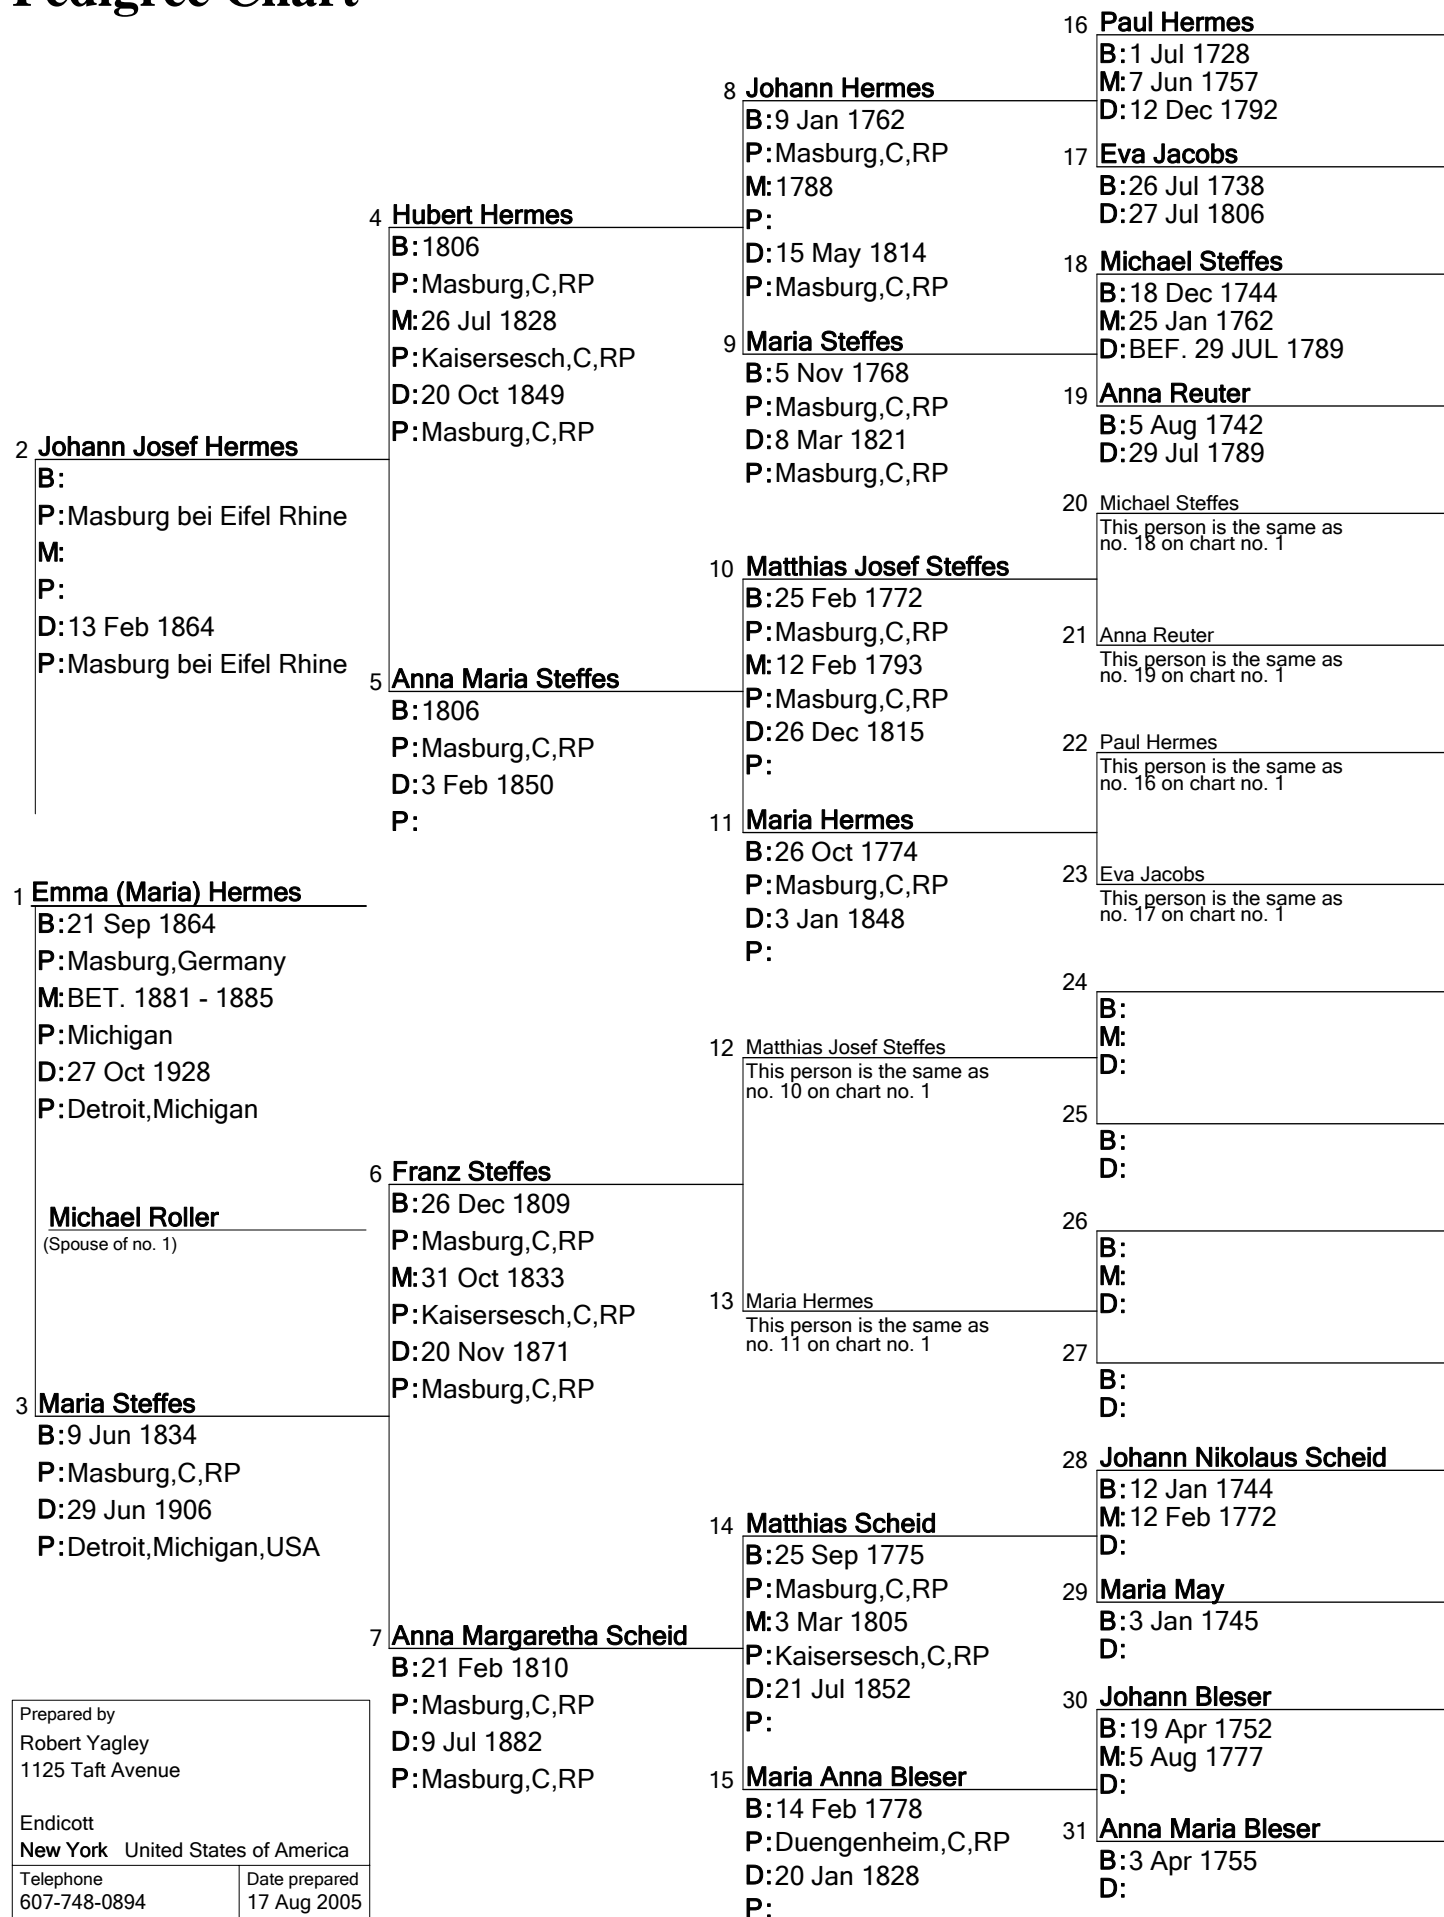 Pedigree Chart
16 Paul Hermes
B:1 Jul 1728
M:7 Jun 1757
D:12 Dec 1792
8 Johann Hermes
B:9 Jan 1762
P:Masburg,C,RP
M:1788
P:
D:15 May 1814
P:Masburg,C,RP
17 Eva Jacobs
B:26 Jul 1738
D:27 Jul 1806
4 Hubert Hermes
B:1806
P:Masburg,C,RP
M:26 Jul 1828
P:Kaisersesch,C,RP
D:20 Oct 1849
P:Masburg,C,RP
18 Michael Steffes
B:18 Dec 1744
M:25 Jan 1762
D:BEF. 29 JUL 1789
9 Maria Steffes
B:5 Nov 1768
P:Masburg,C,RP
D:8 Mar 1821
P:Masburg,C,RP
19 Anna Reuter
B:5 Aug 1742
D:29 Jul 1789
2 Johann Josef Hermes
B:
P:Masburg bei Eifel Rhine
M:
P:
D:13 Feb 1864
P:Masburg bei Eifel Rhine
20 Michael Steffes
This person is the same as
no. 18 on chart no. 1
10 Matthias Josef Steffes
B:25 Feb 1772
P:Masburg,C,RP
M:12 Feb 1793
P:Masburg,C,RP
D:26 Dec 1815
P:
21 Anna Reuter
This person is the same as
no. 19 on chart no. 1
5 Anna Maria Steffes
B:1806
P:Masburg,C,RP
D:3 Feb 1850
P:
22 Paul Hermes
This person is the same as
no. 16 on chart no. 1
11 Maria Hermes
B:26 Oct 1774
P:Masburg,C,RP
D:3 Jan 1848
P:
23 Eva Jacobs
This person is the same as
no. 17 on chart no. 1
1 Emma (Maria) Hermes
B:21 Sep 1864
P:Masburg,Germany
M:BET. 1881 - 1885
P:Michigan
D:27 Oct 1928
P:Detroit,Michigan
24
B:
M:
D:
12 Matthias Josef Steffes
This person is the same as
no. 10 on chart no. 1
25
B:
D:
6 Franz Steffes
B:26 Dec 1809
P:Masburg,C,RP
M:31 Oct 1833
P:Kaisersesch,C,RP
D:20 Nov 1871
P:Masburg,C,RP
Michael Roller
(Spouse of no. 1)
26
B:
M:
D:
13 Maria Hermes
This person is the same as
no. 11 on chart no. 1
27
B:
D:
3 Maria Steffes
B:9 Jun 1834
P:Masburg,C,RP
D:29 Jun 1906
P:Detroit,Michigan,USA
28 Johann Nikolaus Scheid
B:12 Jan 1744
M:12 Feb 1772
D:
14 Matthias Scheid
B:25 Sep 1775
P:Masburg,C,RP
M:3 Mar 1805
P:Kaisersesch,C,RP
D:21 Jul 1852
P:
29 Maria May
B:3 Jan 1745
D:
7 Anna Margaretha Scheid
B:21 Feb 1810
P:Masburg,C,RP
D:9 Jul 1882
P:Masburg,C,RP
30 Johann Bleser
B:19 Apr 1752
M:5 Aug 1777
D:
15 Maria Anna Bleser
B:14 Feb 1778
P:Duengenheim,C,RP
D:20 Jan 1828
P:
31 Anna Maria Bleser
B:3 Apr 1755
D:
Prepared by
Robert Yagley
1125 Taft Avenue
Endicott
New York United States of America
Telephone
607-748-0894
Date prepared
17 Aug 2005